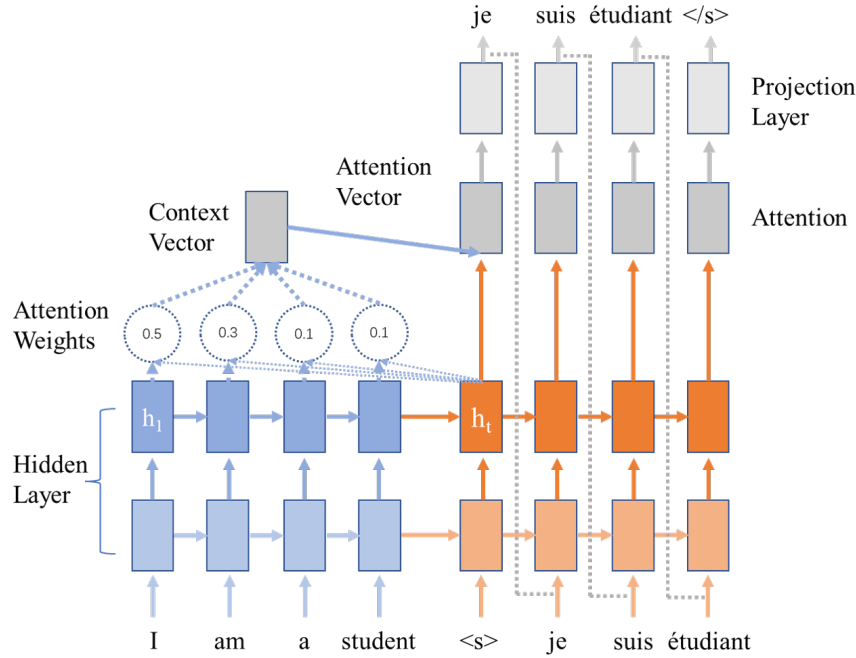 je suis étudiant </s>
Projection
Layer
Attention
Vector
Context
Vector
Attention
Attention
Weights
0.5 0.3 0.1 0.1
h1 ht
Hidden
Layer
I am a student <s> je suis étudiant